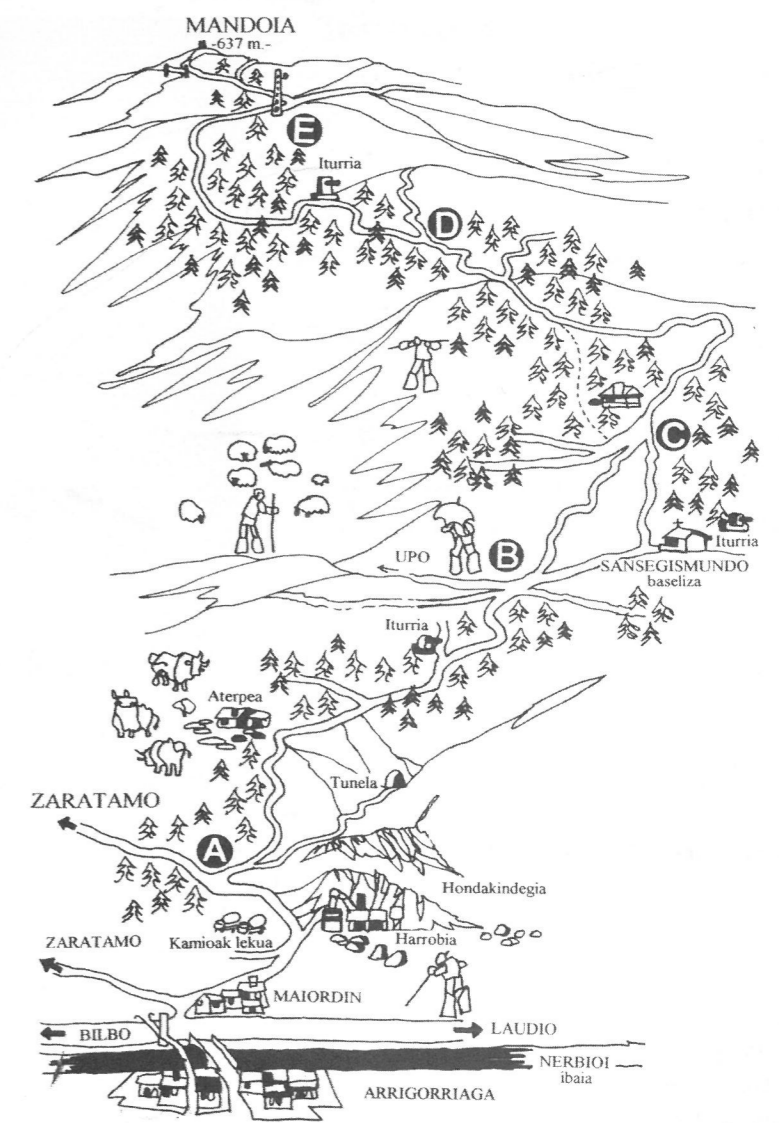 MANDOIA
-637 m.-
E
Iturria
D
C
Iturria
UPO
B
SANSEGISMUNDO
baseliza
Iturria
Aterpea
Tunela
ZARATAMO
A
Hondakindegia
ZARATAMO
Kamioak lekua
Harrobia
MAIORDIN
BILBO
LAUDIO
NERBIOI
ibaia
ARRIGORRIAGA